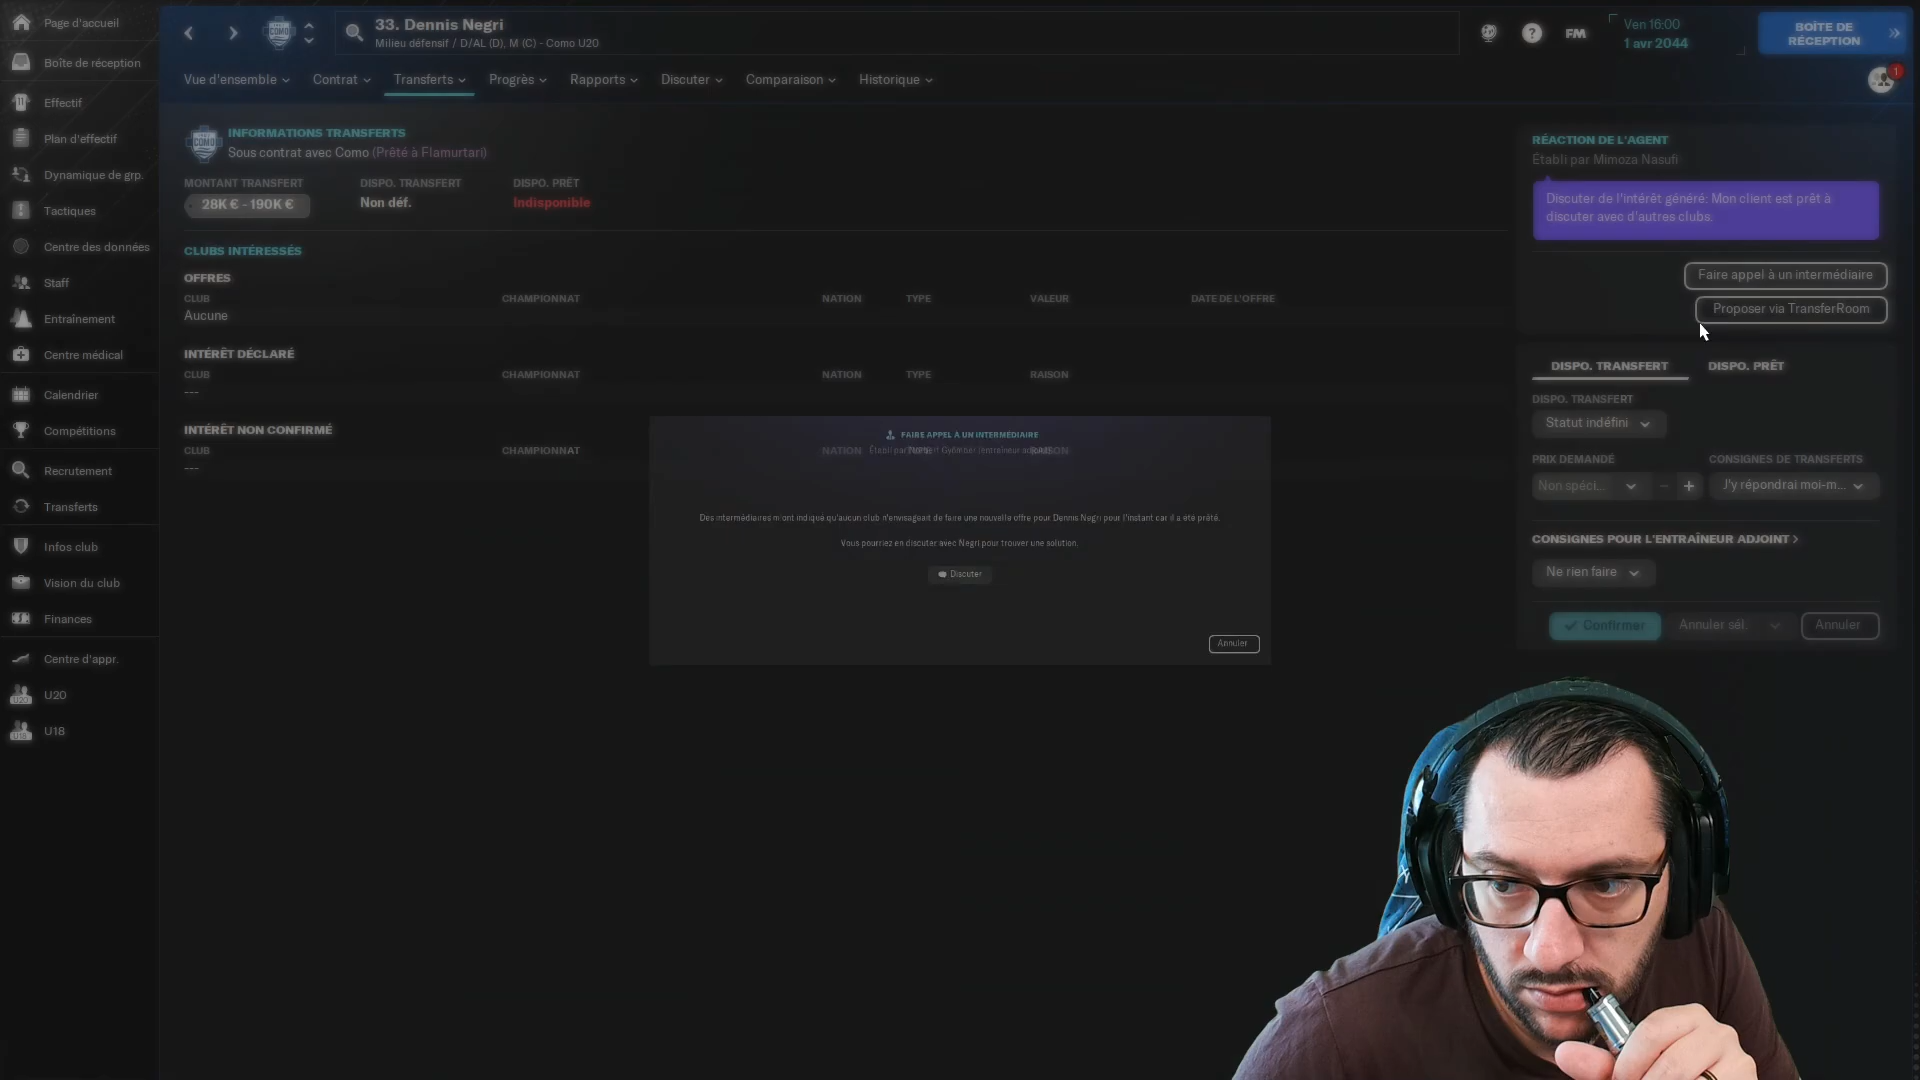 Page d'accueil
Boîte de réception
Effectif
Plan d'effectif
Dynamique de grp.
Tactiques
Centre des données
Staff
Entraînement
Centre médical
Calendrier
Compétitions
Recrutement
Transferts
Infos club
Vision du club
Finances
Centre d'appr.
U20
U18
33. Dennis Negri
Milieu défensif / D/AL (D), M (C) - Como U20
FM
Ven 16:00
1 avr 2044
BOÎTE DE
RÉCEPTION
1
Vue d'ensemble
Contrat
Transferts
Progrès
Rapports
Discuter
Comparaison
Historique
INFORMATIONS TRANSFERTS
Sous contrat avec Como (Prêté à Flamurtari)
MONTANT TRANSFERT
DISPO. TRANSFERT
DISPO. PRÊT
28K € - 190K €
Non déf.
Indisponible
CLUBS INTÉRESSÉS
OFFRES
CLUB CHAMPIONNAT NATION TYPE VALEUR DATE DE L'OFFRE
Aucune
INTÉRÊT DÉCLARÉ
CLUB CHAMPIONNAT NATION TYPE RAISON
---
INTÉRÊT NON CONFIRMÉ
CLUB CHAMPIONNAT NATION
---
FAIRE APPEL À UN INTERMÉDIAIRE
Des intermédiaires m'ont indiqué qu'aucun club n'envisageait de faire une nouvelle offre pour Dennis Negri pour l'instant car il a été prêté.
Vous pourriez en discuter avec Negri pour trouver une solution.
Discuter
Annuler
RÉACTION DE L'AGENT
Établi par Mimoza Nasufi
Discuter de l'intérêt généré: Mon client est prêt à
discuter avec d'autres clubs.
Faire appel à un intermédiaire
Proposer via TransferRoom
DISPO. TRANSFERT
DISPO. PRÊT
DISPO. TRANSFERT
Statut indéfini
PRIX DEMANDÉ
CONSIGNES DE TRANSFERTS
Non spéci...
J'y répondrai moi-m...
CONSIGNES POUR L'ENTRAÎNEUR ADJOINT >
Ne rien faire
Confirmer
Annuler sél.
Annuler